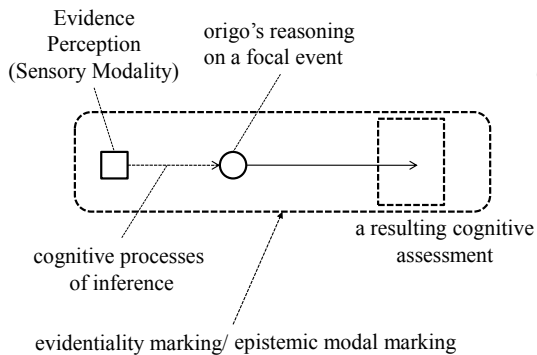 Evidence
Perception
(Sensory Modality)
origo's reasoning
on a focal event
a resulting cognitive
assessment
cognitive processes
of inference
evidentiality marking/ epistemic modal marking